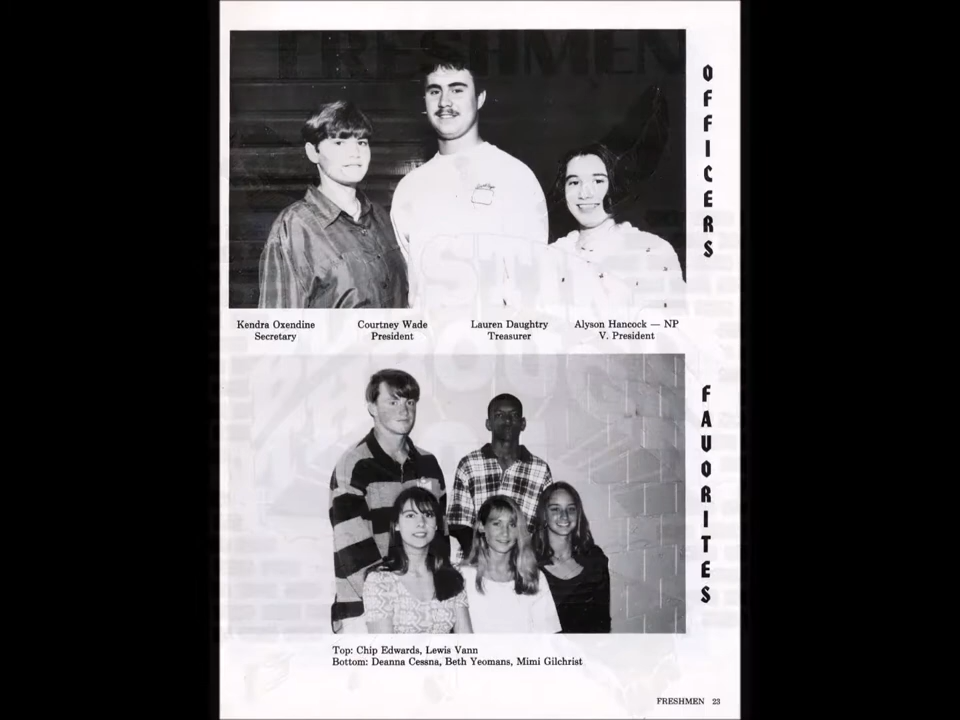 FRESHMEN
OFFICERS
Kendra Oxendine Courtney Wade Lauren Daughtry Alyson Hancock — NP
Secretary President Treasurer V. President
FAVORITES
Top: Chip Edwards, Lewis Vann
Bottom: Deanna Cessna, Beth Yeomans, Mimi Gilchrist
FRESHMEN 23